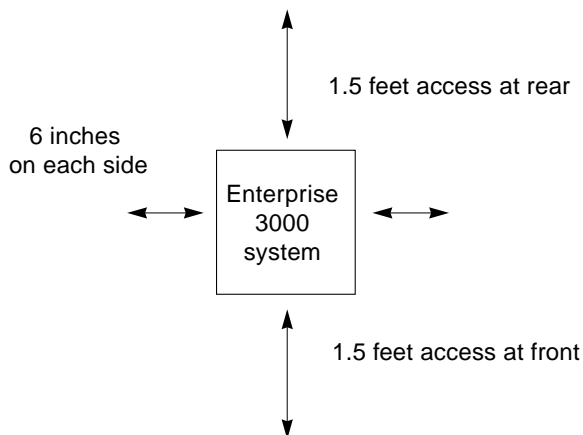 1.5 feet access at rear
6 inches
on each side
Enterprise
3000
system
1.5 feet access at front